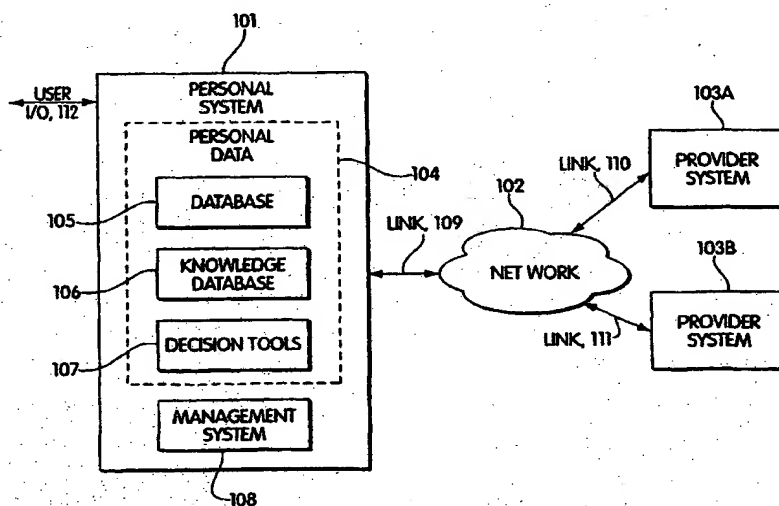 101
USER
I/O, 112
PERSONAL
SYSTEM
PERSONAL
DATA
104
105
DATABASE
106
KNOWLEDGE
DATABASE
107
DECISION TOOLS
MANAGEMENT
SYSTEM
108
LINK, 109
102
NET WORK
LINK, 110
103A
PROVIDER
SYSTEM
LINK, 111
103B
PROVIDER
SYSTEM